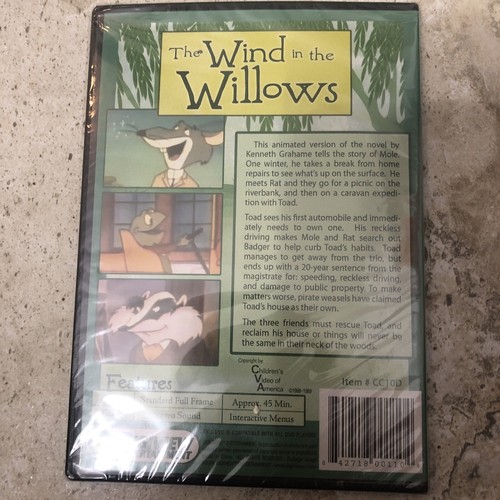 The Wind in the
Willows
This animated version of the novel by
Kenneth Grahame tells the story of Mole.
One winter, he takes a break from home
repairs to see what's up on the surface. He
meets Rat and they go for a picnic on the
riverbank, and then on a caravan expedi-
tion with Toad.
Toad sees his first automobile and immedi-
ately needs to own one. His reckless
driving makes Mole and Rat search out
Badger to help curb Toad's habits. Toad
manages to get away from the trio, but
ends up with a 20-year sentence from the
magistrate for: speeding, reckless driving,
and damage to public property. To make
matters worse, pirate weasels have claimed
Toad's house as their own.
The three friends must rescue Toad, and
reclaim his house or things will never be
the same in their neck of the woods.
Copyright by
Children's
Video of
America
Features
Standard Full Frame
Approx. 45 Min.
Sound
Interactive Menus
Item # CC10D
42718 00110